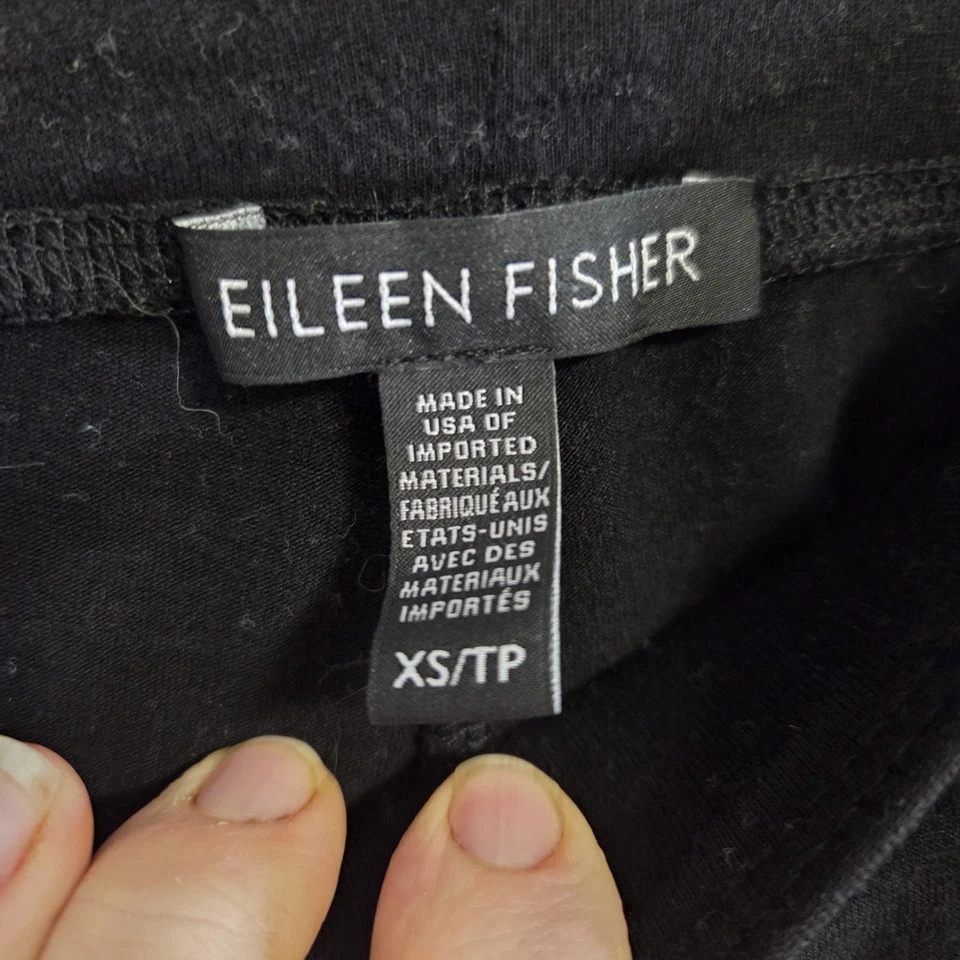 EILEEN FISHER
MADE IN
USA OF
IMPORTED
MATERIALS/
FABRIQUÉ AUX
ETATS-UNIS
AVEC DES
MATERIAUX
IMPORTÉS
XS/TP